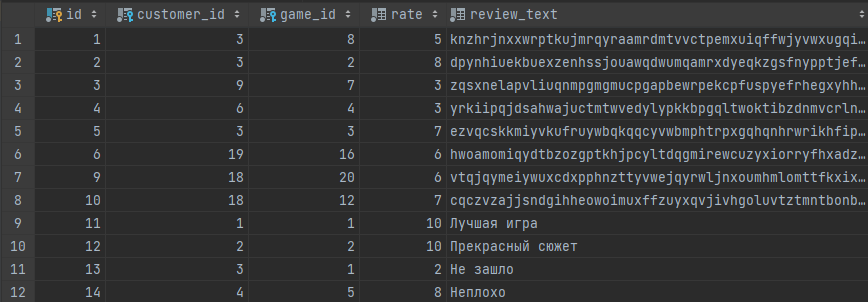 id customer_id game_id rate review_text
1 1 3 8 5 knzhrjnxxwrptkujmrqyraamrdmtvvctpemxuiqffwjyvwxugqi…
2 2 3 2 8 dpynhiuekbuexzenhssjouawqdwumqamrxdyeqkzgsfnypptjef…
3 3 9 7 3 zqsxnelapvliuqnmpgmgmucpgapbewrpekcpfuspyefrhegxyhh…
4 4 6 4 3 yrkiipqjdsahwajuctmtwvedylypkkbpgqltwoktibzdnmvcrln…
5 5 3 3 7 ezvqcskkmiyvkufruywbqkqqcyvwbmphtrpxgqhqnhrwrikhfip…
6 6 19 16 6 hwoamomiqydtbzozgptkhjpcyltdqgmirewcuzyxiorryfhxadz…
7 9 18 20 6 vtqjqymeiywuxcdxpphnzttyvwejqyrwljnxoumhmlomttfkxix…
8 10 18 12 7 cqczvzajjsndgihheowoimuxffzuyxqvjivhgoluvtztmntbonb…
9 11 1 1 10 Лучшая игра
10 12 2 2 10 Прекрасный сюжет
11 13 3 1 2 Не зашло
12 14 4 5 8 Неплохо